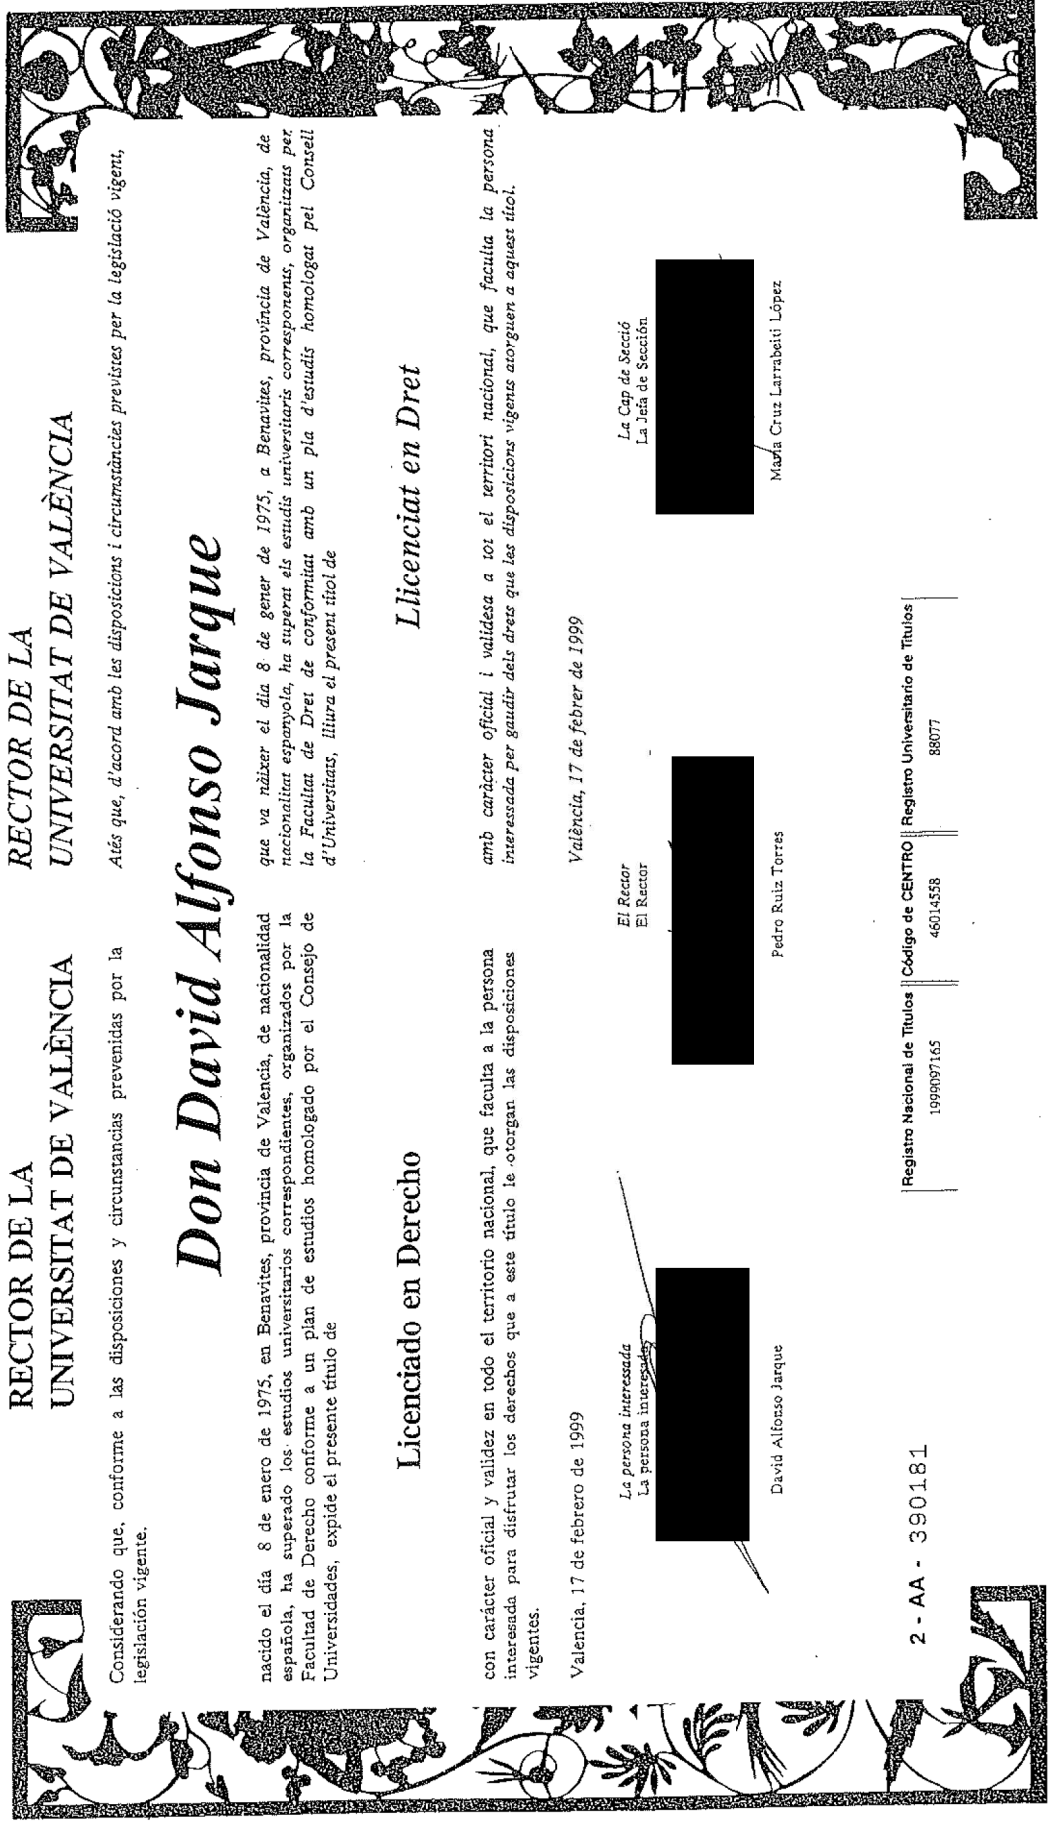 RECTOR DE LA
UNIVERSITAT DE VALÈNCIA
RECTOR DE LA
UNIVERSITAT DE VALÈNCIA
Considerando que, conforme a las disposiciones y circunstancias prevenidas por la
legislación vigente.
Atés que, d'acord amb les disposicions i circumstàncies previstes per la legislació vigent,
Don David Alfonso Jarque
nacido el día 8 de enero de 1975, en Benavites, provincia de Valencia, de nacionalidad
española, ha superado los estudios universitarios correspondientes, organizados por la
Facultad de Derecho conforme a un plan de estudios homologado por el Consejo de
Universidades, expide el presente título de
que va nàixer el dia 8 de gener de 1975, a Benavites, provincia de València, de
nacionalitat espanyola, ha superat els estudis universitaris corresponents, organitzats per
la Facultat de Dret de conformitat amb un pla d'estudis homologat pel Consell
d'Universitats, lliura el present títol de
Licenciado en Derecho
Llicenciat en Dret
con carácter oficial y validez en todo el territorio nacional, que faculta a la persona
interesada para disfrutar los derechos que a este título le otorgan las disposiciones
vigentes.
amb caràcter oficial i validesa a tot el territori nacional, que faculta la persona
interessada per gaudir dels drets que les disposicions vigents atorguen a aquest títol.
Valencia, 17 de febrero de 1999
València, 17 de febrer de 1999
La persona interessada
La persona interesada
David Alfonso Jarque
El Rector
El Rector
Pedro Ruiz Torres
La Cap de Secció
La Jefa de Sección
María Cruz Larrabeiti López
2 - AA - 390181
Registro Nacional de Títulos Código de CENTRO Registro Universitario de Títulos
1999097165 46014558 88077